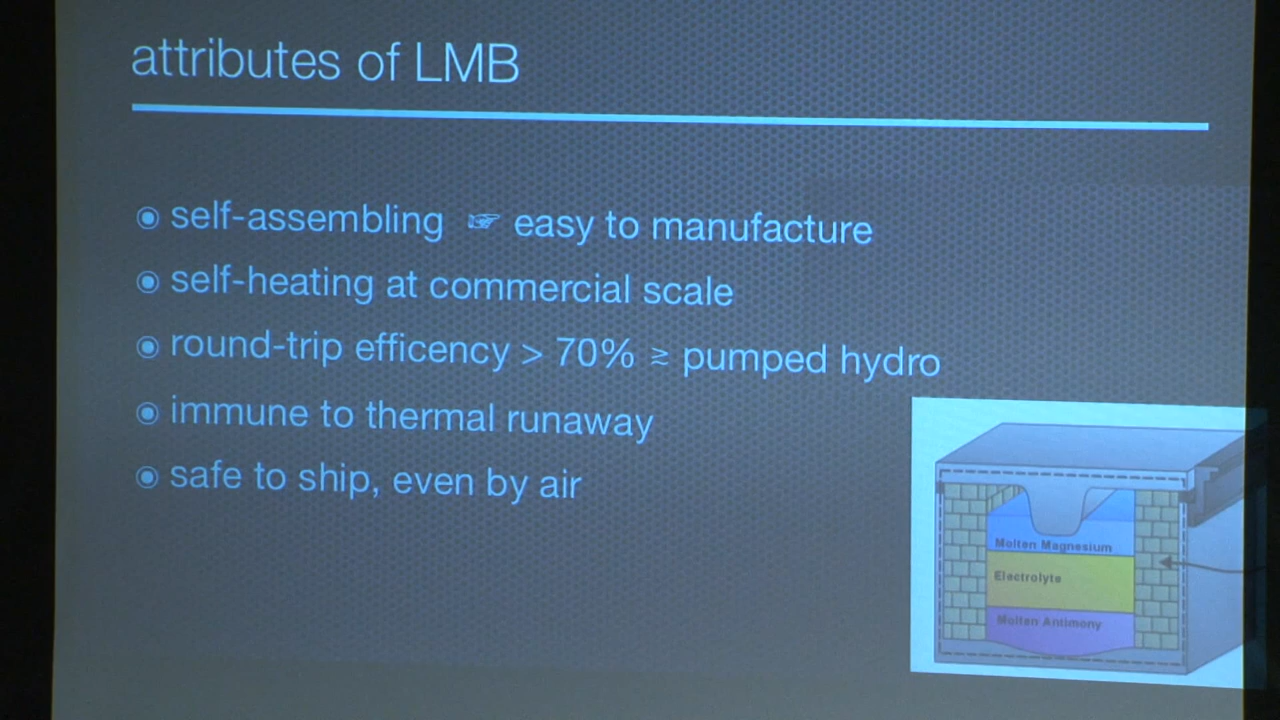 attributes of LMB
◉ self-assembling ☞ easy to manufacture
◉ self-heating at commercial scale
◉ round-trip efficency > 70% ≳ pumped hydro
◉ immune to thermal runaway
◉ safe to ship, even by air
Molten Magnesium
Electrolyte
Molten Antimony